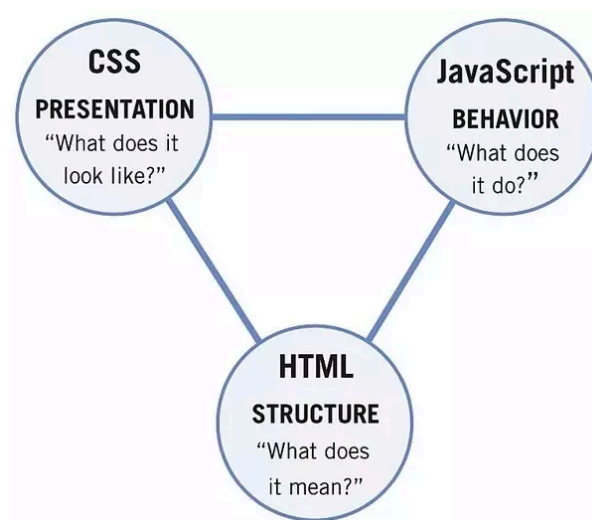 CSS
PRESENTATION
“What does it
look like?”
JavaScript
BEHAVIOR
“What does
it do?”
HTML
STRUCTURE
“What does
it mean?”